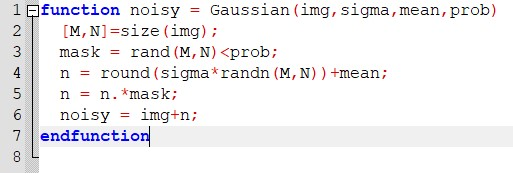 1 function noisy = Gaussian(img,sigma,mean,prob)
2 [M,N]=size(img);
3 mask = rand(M,N)<prob;
4 n = round(sigma*randn(M,N))+mean;
5 n = n.*mask;
6 noisy = img+n;
7 endfunction
8